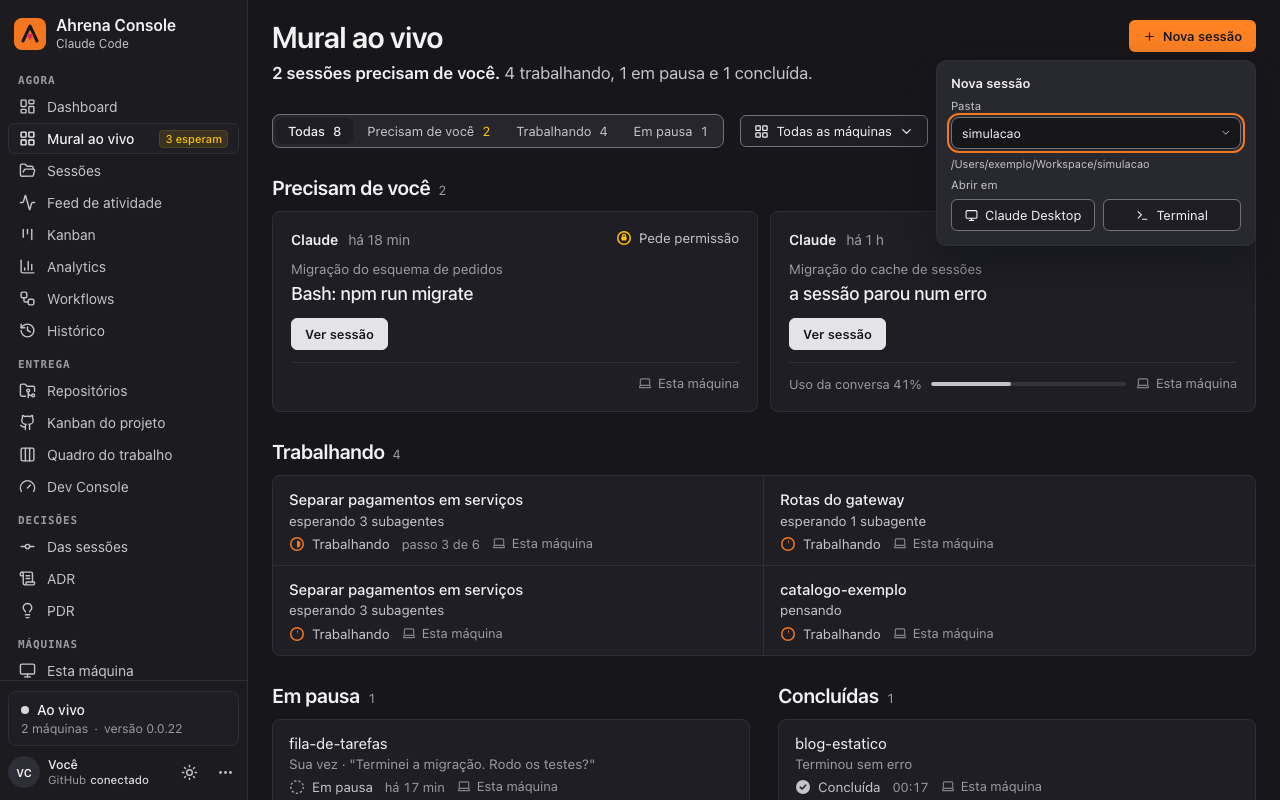 Ahrena Console
Claude Code
AGORA
Dashboard
Mural ao vivo
3 esperam
Sessões
Feed de atividade
Kanban
Analytics
Workflows
Histórico
ENTREGA
Repositórios
Kanban do projeto
Quadro do trabalho
Dev Console
DECISÕES
Das sessões
ADR
PDR
MÁQUINAS
Esta máquina
Ao vivo
2 máquinas · versão 0.0.22
VC
Você
GitHub conectado
Mural ao vivo
2 sessões precisam de você. 4 trabalhando, 1 em pausa e 1 concluída.
Nova sessão
Todas 8
Precisam de você 2
Trabalhando 4
Em pausa 1
Todas as máquinas
Nova sessão
Pasta
simulacao
/Users/exemplo/Workspace/simulacao
Abrir em
Claude Desktop
Terminal
Precisam de você 2
Claude há 18 min
Pede permissão
Migração do esquema de pedidos
Bash: npm run migrate
Ver sessão
Esta máquina
Claude há 1 h
Migração do cache de sessões
a sessão parou num erro
Ver sessão
Uso da conversa 41%
Esta máquina
Trabalhando 4
Separar pagamentos em serviços
esperando 3 subagentes
Trabalhando passo 3 de 6 Esta máquina
Rotas do gateway
esperando 1 subagente
Trabalhando Esta máquina
Separar pagamentos em serviços
esperando 3 subagentes
Trabalhando Esta máquina
catalogo-exemplo
pensando
Trabalhando Esta máquina
Em pausa 1
fila-de-tarefas
Sua vez · "Terminei a migração. Rodo os testes?"
Em pausa há 17 min Esta máquina
Concluídas 1
blog-estatico
Terminou sem erro
Concluída 00:17 Esta máquina